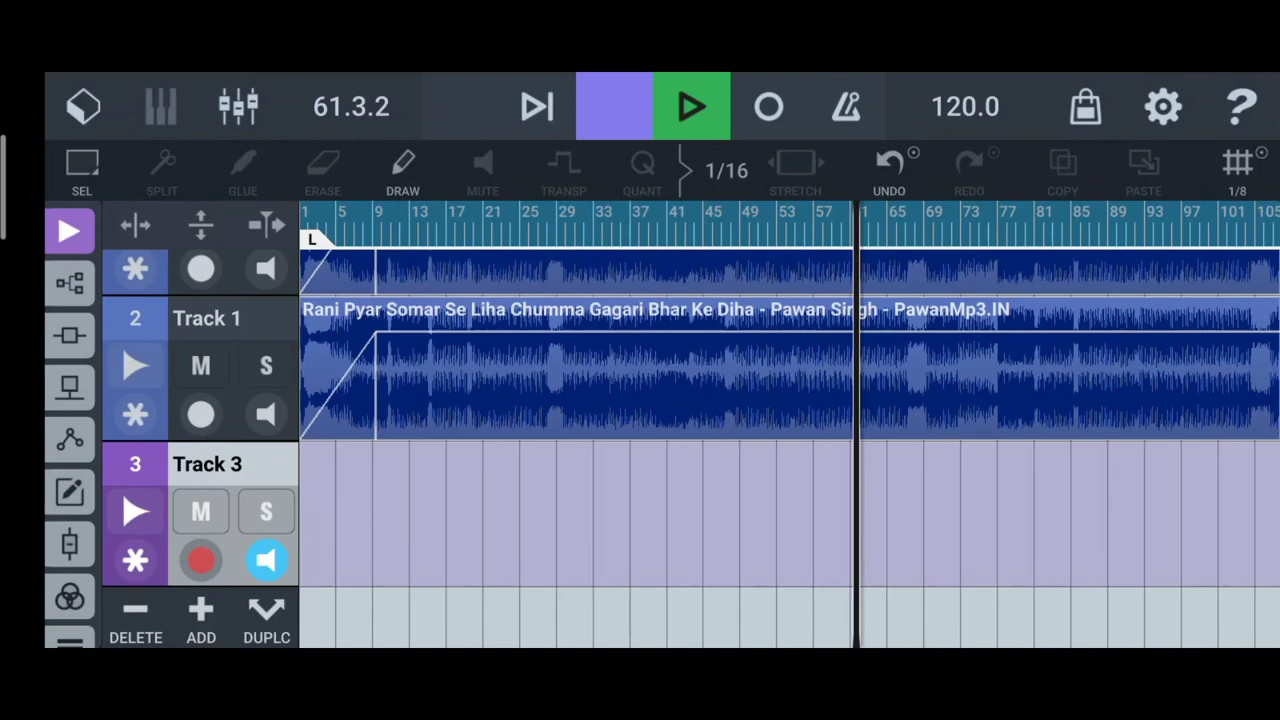 61.3.2 120.0
SEL SPLIT GLUE ERASE DRAW MUTE TRANSP QUANT 1/16 STRETCH UNDO REDO COPY PASTE 1/8
1 5 9 13 17 21 25 29 33 37 41 45 49 53 57 1 65 69 73 77 81 85 89 93 97 101 105
L
2 Track 1
Rani Pyar Somar Se Liha Chumma Gagari Bhar Ke Diha - Pawan Singh - PawanMp3.IN
M S
3 Track 3
M S
DELETE ADD DUPLC